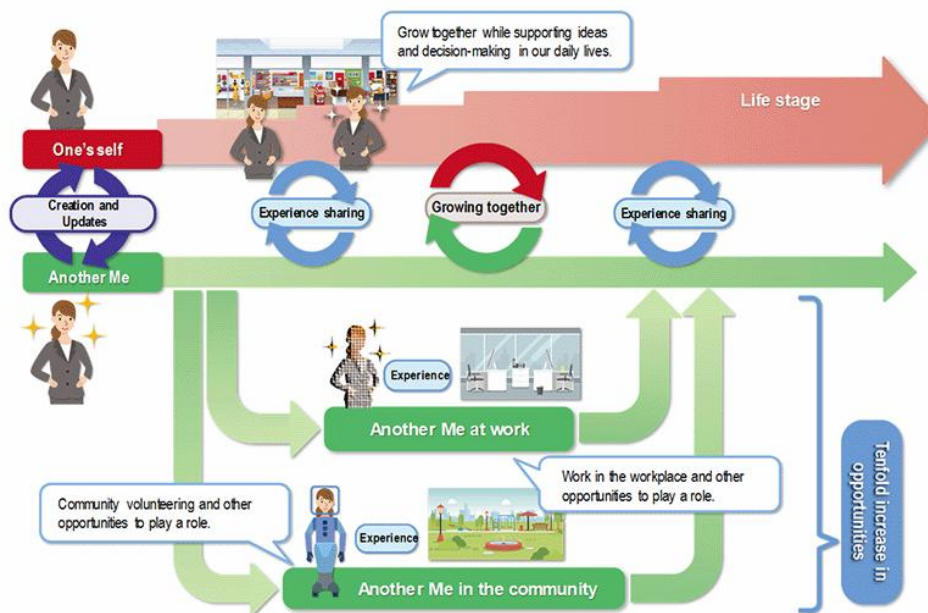 Grow together while supporting ideas
and decision-making in our daily lives.
Life stage
One's self
Creation and
Updates
Experience sharing
Growing together
Experience sharing
Another Me
Experience
Another Me at work
Work in the workplace and other
opportunities to play a role.
Community volunteering and other
opportunities to play a role.
Experience
Another Me in the community
Tenfold increase in
opportunities